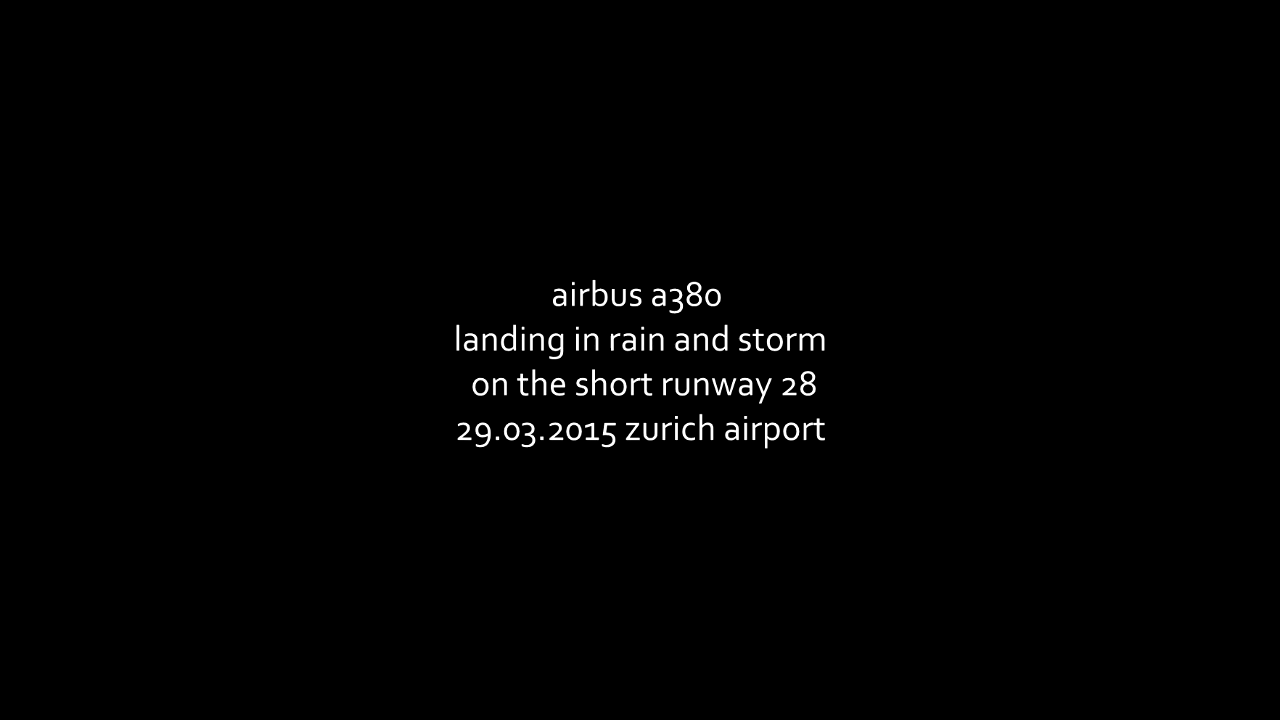 airbus a380
landing in rain and storm
on the short runway 28
29.03.2015 zurich airport